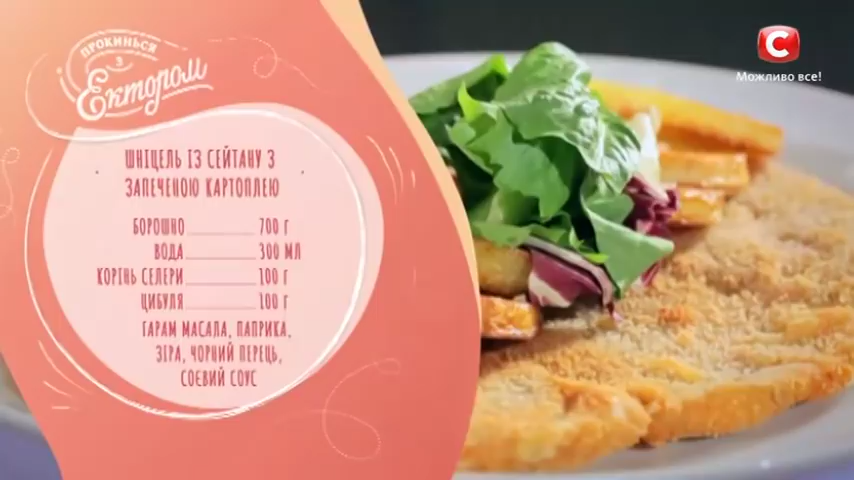 ПРОКИНЬСЯ
З
Ектором
С
Можливо все!
ШНІЦЕЛЬ ІЗ СЕЙТАНУ З
ЗАПЕЧЕНОЮ КАРТОПЛЕЮ
БОРОШНО 700 Г
ВОДА 300 МЛ
КОРІНЬ СЕЛЕРИ 100 Г
ЦИБУЛЯ 100 Г
ГАРАМ МАСАЛА, ПАПРИКА,
ЗІРА, ЧОРНИЙ ПЕРЕЦЬ,
СОЄВИЙ СОУС